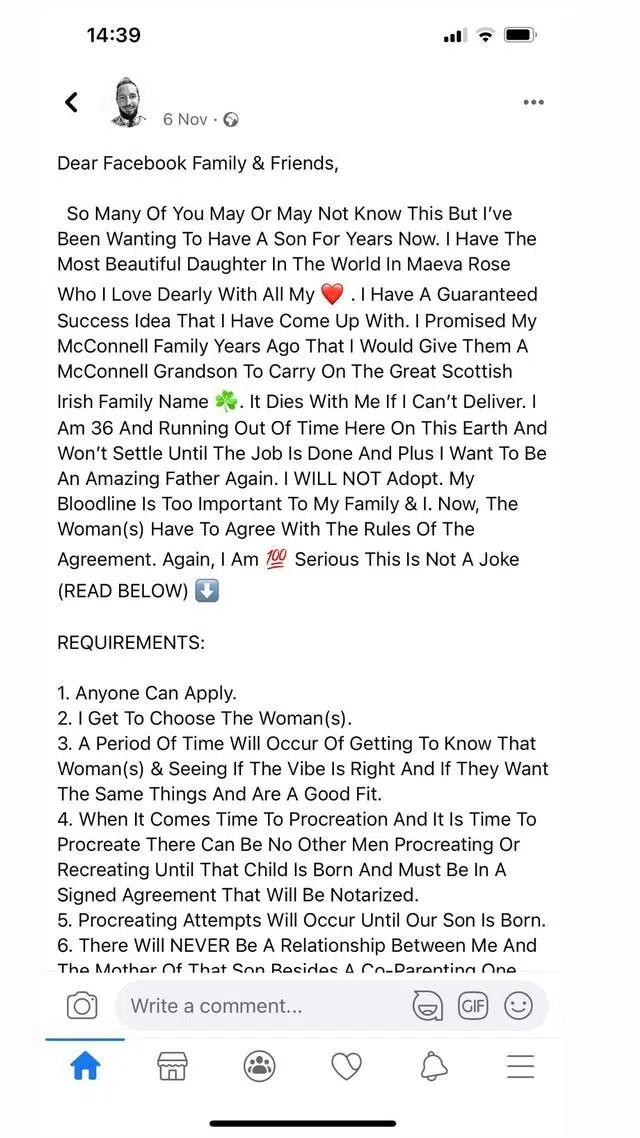 14:39
6 Nov ·
Dear Facebook Family & Friends,
So Many Of You May Or May Not Know This But I've
Been Wanting To Have A Son For Years Now. I Have The
Most Beautiful Daughter In The World In Maeva Rose
Who I Love Dearly With All My ❤️ . I Have A Guaranteed
Success Idea That I Have Come Up With. I Promised My
McConnell Family Years Ago That I Would Give Them A
McConnell Grandson To Carry On The Great Scottish
Irish Family Name ☘️. It Dies With Me If I Can't Deliver. I
Am 36 And Running Out Of Time Here On This Earth And
Won't Settle Until The Job Is Done And Plus I Want To Be
An Amazing Father Again. I WILL NOT Adopt. My
Bloodline Is Too Important To My Family & I. Now, The
Woman(s) Have To Agree With The Rules Of The
Agreement. Again, I Am 💯 Serious This Is Not A Joke
(READ BELOW) ⬇️
REQUIREMENTS:
1. Anyone Can Apply.
2. I Get To Choose The Woman(s).
3. A Period Of Time Will Occur Of Getting To Know That
Woman(s) & Seeing If The Vibe Is Right And If They Want
The Same Things And Are A Good Fit.
4. When It Comes Time To Procreation And It Is Time To
Procreate There Can Be No Other Men Procreating Or
Recreating Until That Child Is Born And Must Be In A
Signed Agreement That Will Be Notarized.
5. Procreating Attempts Will Occur Until Our Son Is Born.
6. There Will NEVER Be A Relationship Between Me And
The Mother Of That Son Besides A Co-Parenting One
Write a comment...
GIF